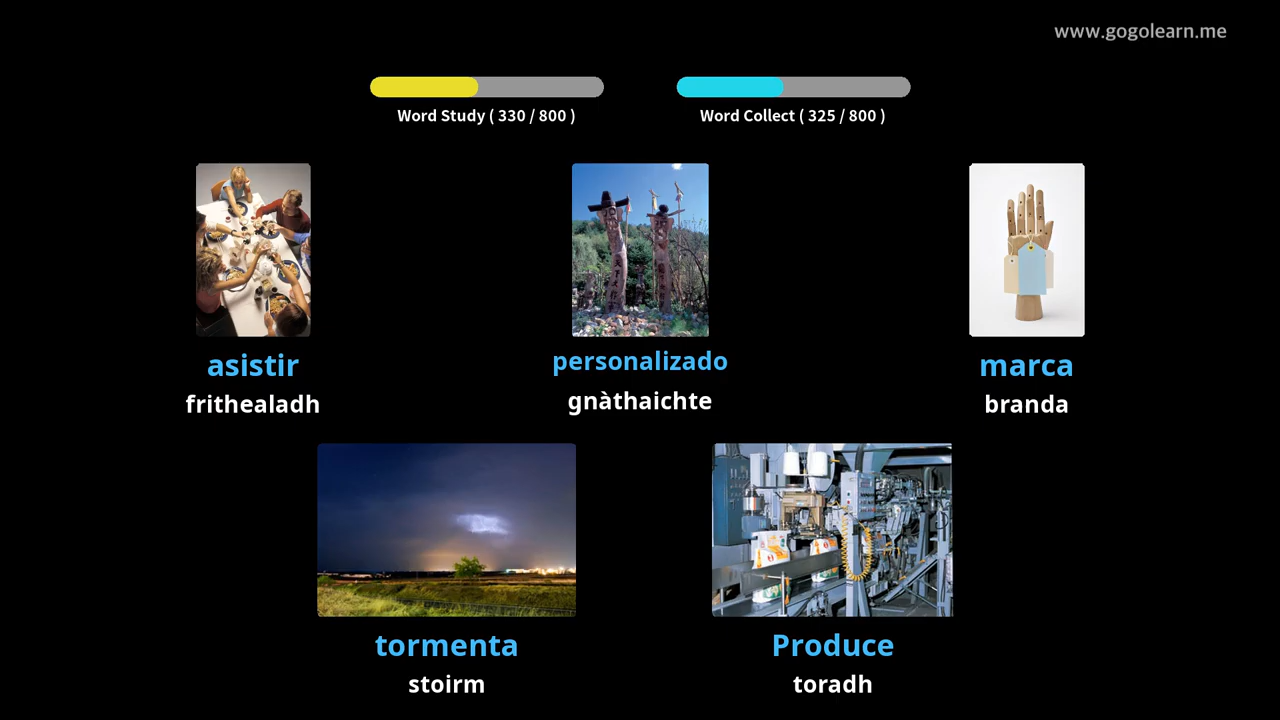 www.gogolearn.me
Word Study ( 330 / 800 )
Word Collect ( 325 / 800 )
asistir
frithealadh
personalizado
gnàthaichte
marca
branda
tormenta
stoirm
Produce
toradh